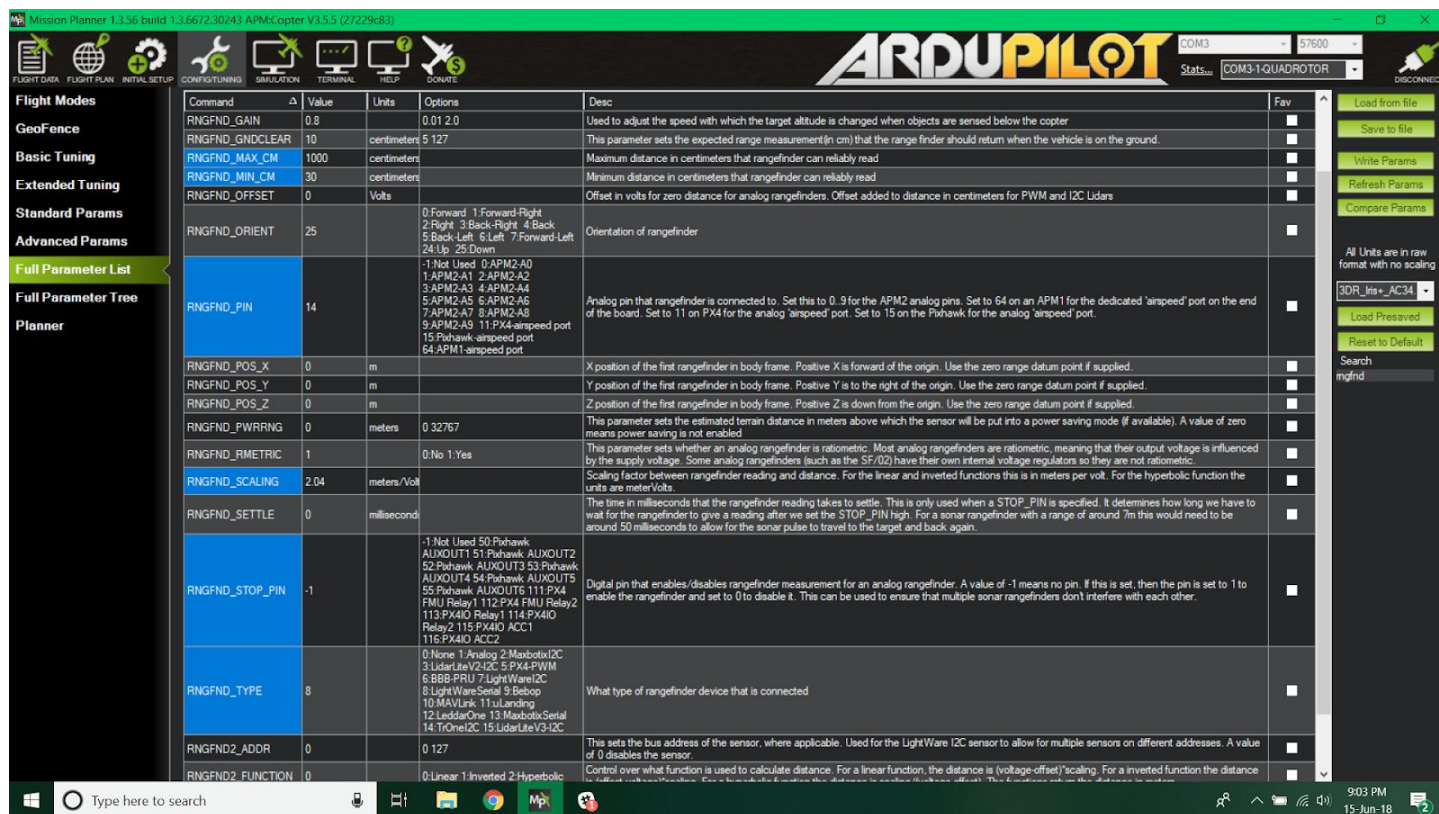 Mission Planner 1.3.56 build 1.3.6672.30243 APM:Copter V3.5.5 (27229c83)
FLIGHT DATA
FLIGHT PLAN
INITIAL SETUP
CONFIG/TUNING
SIMULATION
TERMINAL
HELP
DONATE
ARDUPILOT
COM3
57600
Stats...
COM3-1-QUADROTOR
DISCONNEC
Flight Modes
GeoFence
Basic Tuning
Extended Tuning
Standard Params
Advanced Params
Full Parameter List
Full Parameter Tree
Planner
Command Value Units Options Desc Fav
RNGFND_GAIN 0.8 0.01 2.0 Used to adjust the speed with which the target altitude is changed when objects are sensed below the copter
RNGFND_GNDCLEAR 10 centimeters 5 127 This parameter sets the expected range measurement(in cm) that the range finder should return when the vehicle is on the ground.
RNGFND_MAX_CM 1000 centimeters Maximum distance in centimeters that rangefinder can reliably read
RNGFND_MIN_CM 30 centimeters Minimum distance in centimeters that rangefinder can reliably read
RNGFND_OFFSET 0 Volts Offset in volts for zero distance for analog rangefinders. Offset added to distance in centimeters for PWM and I2C Lidars
RNGFND_ORIENT 25
0:Forward 1:Forward-Right
2:Right 3:Back-Right 4:Back
5:Back-Left 6:Left 7:Forward-Left
24:Up 25:Down
Orientation of rangefinder
RNGFND_PIN 14
-1:Not Used 0:APM2-A0
1:APM2-A1 2:APM2-A2
3:APM2-A3 4:APM2-A4
5:APM2-A5 6:APM2-A6
7:APM2-A7 8:APM2-A8
9:APM2-A9 11:PX4-airspeed port
15:Pixhawk-airspeed port
64:APM1-airspeed port
Analog pin that rangefinder is connected to. Set this to 0..9 for the APM2 analog pins. Set to 64 on an APM1 for the dedicated 'airspeed' port on the end
of the board. Set to 11 on PX4 for the analog 'airspeed' port. Set to 15 on the Pixhawk for the analog 'airspeed' port.
RNGFND_POS_X 0 m X position of the first rangefinder in body frame. Positive X is forward of the origin. Use the zero range datum point if supplied.
RNGFND_POS_Y 0 m Y position of the first rangefinder in body frame. Positive Y is to the right of the origin. Use the zero range datum point if supplied.
RNGFND_POS_Z 0 m Z position of the first rangefinder in body frame. Positive Z is down from the origin. Use the zero range datum point if supplied.
RNGFND_PWRRNG 0 meters 0 32767
This parameter sets the estimated terrain distance in meters above which the sensor will be put into a power saving mode (if available). A value of zero
means power saving is not enabled
RNGFND_RMETRIC 1 0:No 1:Yes
This parameter sets whether an analog rangefinder is ratiometric. Most analog rangefinders are ratiometric, meaning that their output voltage is influenced
by the supply voltage. Some analog rangefinders (such as the SF/02) have their own internal voltage regulators so they are not ratiometric.
RNGFND_SCALING 2.04 meters/Volt
Scaling factor between rangefinder reading and distance. For the linear and inverted functions this is in meters per volt. For the hyperbolic function the
units are meterVolts.
RNGFND_SETTLE 0 milliseconds
The time in milliseconds that the rangefinder reading takes to settle. This is only used when a STOP_PIN is specified. It determines how long we have to
wait for the rangefinder to give a reading after we set the STOP_PIN high. For a sonar rangefinder with a range of around 7m this would need to be
around 50 milliseconds to allow for the sonar pulse to travel to the target and back again.
RNGFND_STOP_PIN -1
-1:Not Used 50:Pixhawk
AUXOUT1 51:Pixhawk AUXOUT2
52:Pixhawk AUXOUT3 53:Pixhawk
AUXOUT4 54:Pixhawk AUXOUT5
55:Pixhawk AUXOUT6 111:PX4
FMU Relay1 112:PX4 FMU Relay2
113:PX4IO Relay1 114:PX4IO
Relay2 115:PX4IO ACC1
116:PX4IO ACC2
Digital pin that enables/disables rangefinder measurement for an analog rangefinder. A value of -1 means no pin. If this is set, then the pin is set to 1 to
enable the rangefinder and set to 0 to disable it. This can be used to ensure that multiple sonar rangefinders don't interfere with each other.
RNGFND_TYPE 8
0:None 1:Analog 2:MaxbotixI2C
3:LidarLiteV2-I2C 5:PX4-PWM
6:BBB-PRU 7:LightWareI2C
8:LightWareSerial 9:Bebop
10:MAVLink 11:uLanding
12:LeddarOne 13:MaxbotixSerial
14:TrOneI2C 15:LidarLiteV3-I2C
What type of rangefinder device that is connected
RNGFND2_ADDR 0 0 127
This sets the bus address of the sensor, where applicable. Used for the LightWare I2C sensor to allow for multiple sensors on different addresses. A value
of 0 disables the sensor.
RNGFND2_FUNCTION 0 0:Linear 1:Inverted 2:Hyperbolic
Control over what function is used to calculate distance. For a linear function, the distance is (voltage-offset)*scaling. For a inverted function the distance
Load from file
Save to file
Write Params
Refresh Params
Compare Params
All Units are in raw
format with no scaling
3DR_Iris+_AC34
Load Presaved
Reset to Default
Search
rngfnd
Type here to search
9:03 PM
15-Jun-18
2